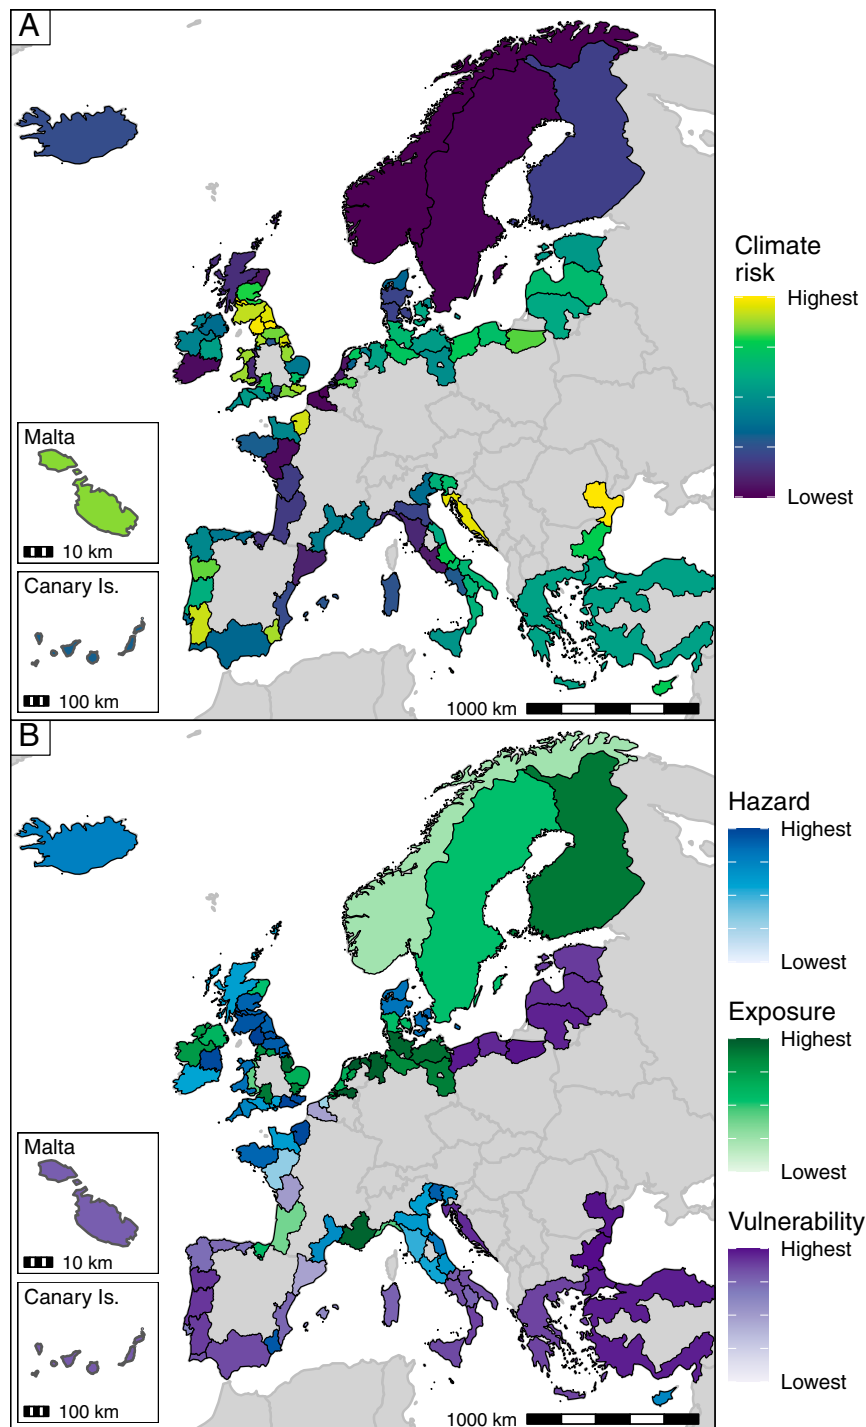 A
Climate
risk
Highest
Lowest
Malta
10 km
Canary Is.
100 km
1000 km
B
Hazard
Highest
Lowest
Exposure
Highest
Lowest
Malta
10 km
Vulnerability
Highest
Lowest
Canary Is.
100 km
1000 km